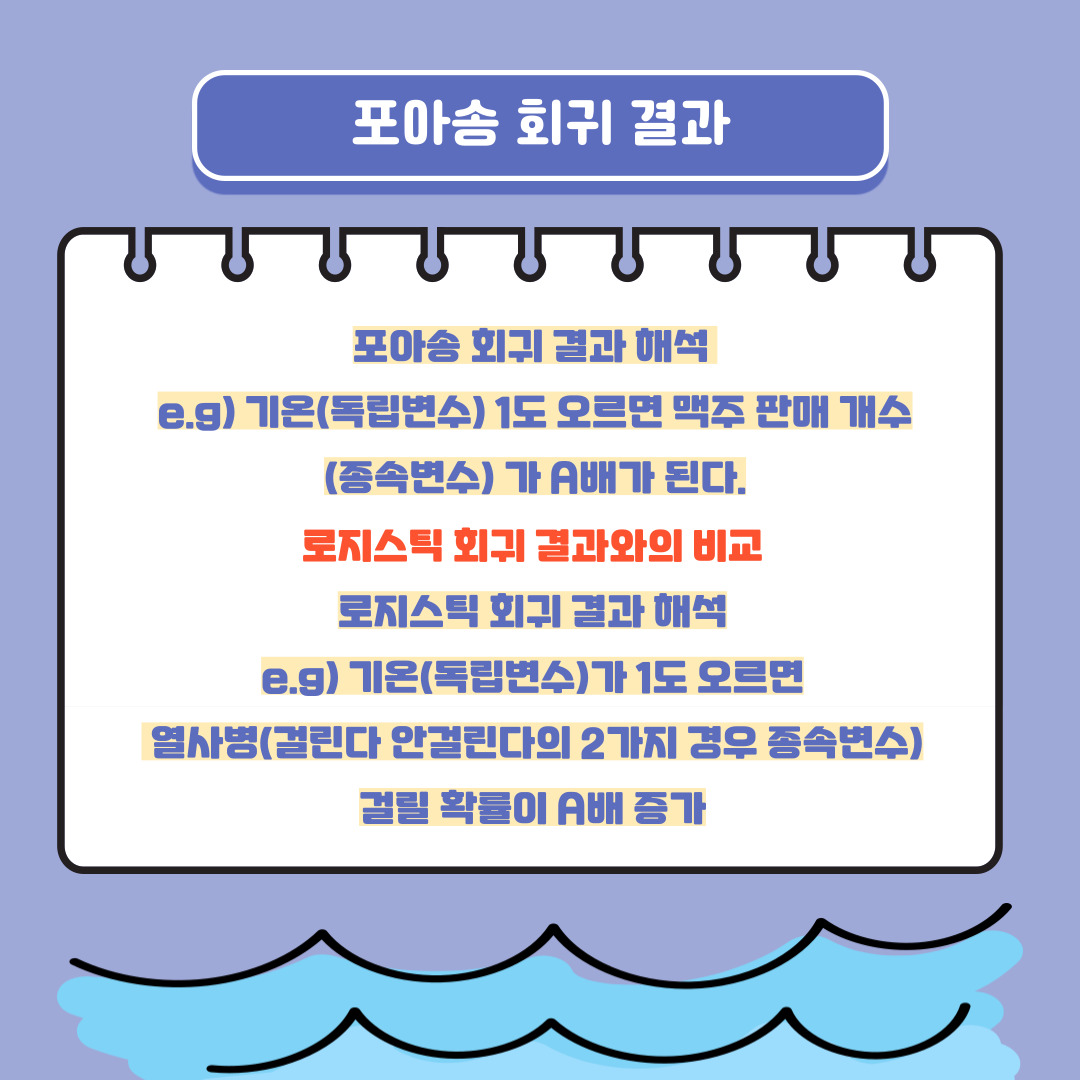 포아송 회귀 결과
포아송 회귀 결과 해석
e.g) 기온(독립변수) 1도 오르면 맥주 판매 개수
(종속변수) 가 A배가 된다.
로지스틱 회귀 결과와의 비교
로지스틱 회귀 결과 해석
e.g) 기온(독립변수)가 1도 오르면
열사병(걸린다 안걸린다의 2가지 경우 종속변수)
걸릴 확률이 A배 증가